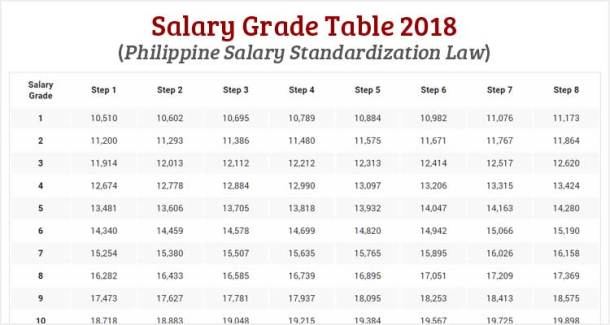 Salary Grade Table 2018
(Philippine Salary Standardization Law)
Salary Grade Step 1 Step 2 Step 3 Step 4 Step 5 Step 6 Step 7 Step 8
1 10,510 10,602 10,695 10,789 10,884 10,982 11,076 11,173
2 11,200 11,293 11,386 11,480 11,575 11,671 11,767 11,864
3 11,914 12,013 12,112 12,212 12,313 12,414 12,517 12,620
4 12,674 12,778 12,884 12,990 13,097 13,206 13,315 13,424
5 13,481 13,606 13,705 13,818 13,932 14,047 14,163 14,280
6 14,340 14,459 14,578 14,699 14,820 14,942 15,066 15,190
7 15,254 15,380 15,507 15,635 15,765 15,895 16,026 16,158
8 16,282 16,433 16,585 16,739 16,895 17,051 17,209 17,369
9 17,473 17,627 17,781 17,937 18,095 18,253 18,413 18,575
10 18,718 18,883 19,048 19,215 19,384 19,567 19,725 19,898